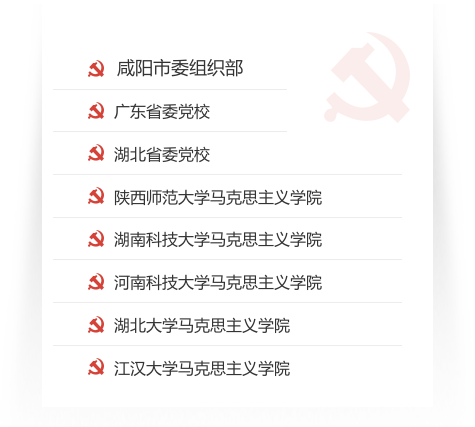 咸阳市委组织部
广东省委党校
湖北省委党校
陕西师范大学马克思主义学院
湖南科技大学马克思主义学院
河南科技大学马克思主义学院
湖北大学马克思主义学院
江汉大学马克思主义学院